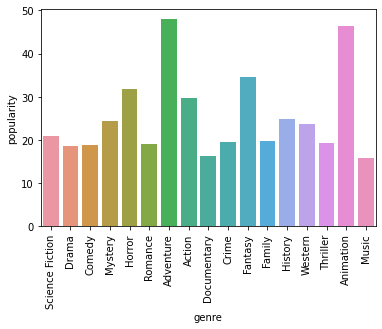 50
40
30
20
10
0
popularity
Science Fiction
Drama
Comedy
Mystery
Horror
Romance
Adventure
Action
Documentary
Crime
Fantasy
Family
History
Western
Thriller
Animation
Music
genre